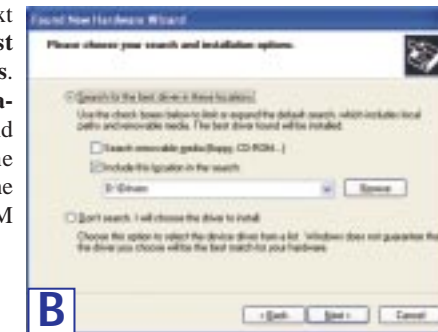 xt
st
s.
a-
d
e
e
M
Found New Hardware Wizard
Please choose your search and installation options.
Search for the best driver in these locations.
Use the check boxes below to limit or expand the default search, which includes local
paths and removable media. The best driver found will be installed.
Search removable media (floppy, CD-ROM...)
Include this location in the search:
D:\Drivers
Browse
Don't search. I will choose the driver to install.
Choose this option to select the device driver from a list. Windows does not guarantee that
the driver you choose will be the best match for your hardware.
< Back Next > Cancel
B